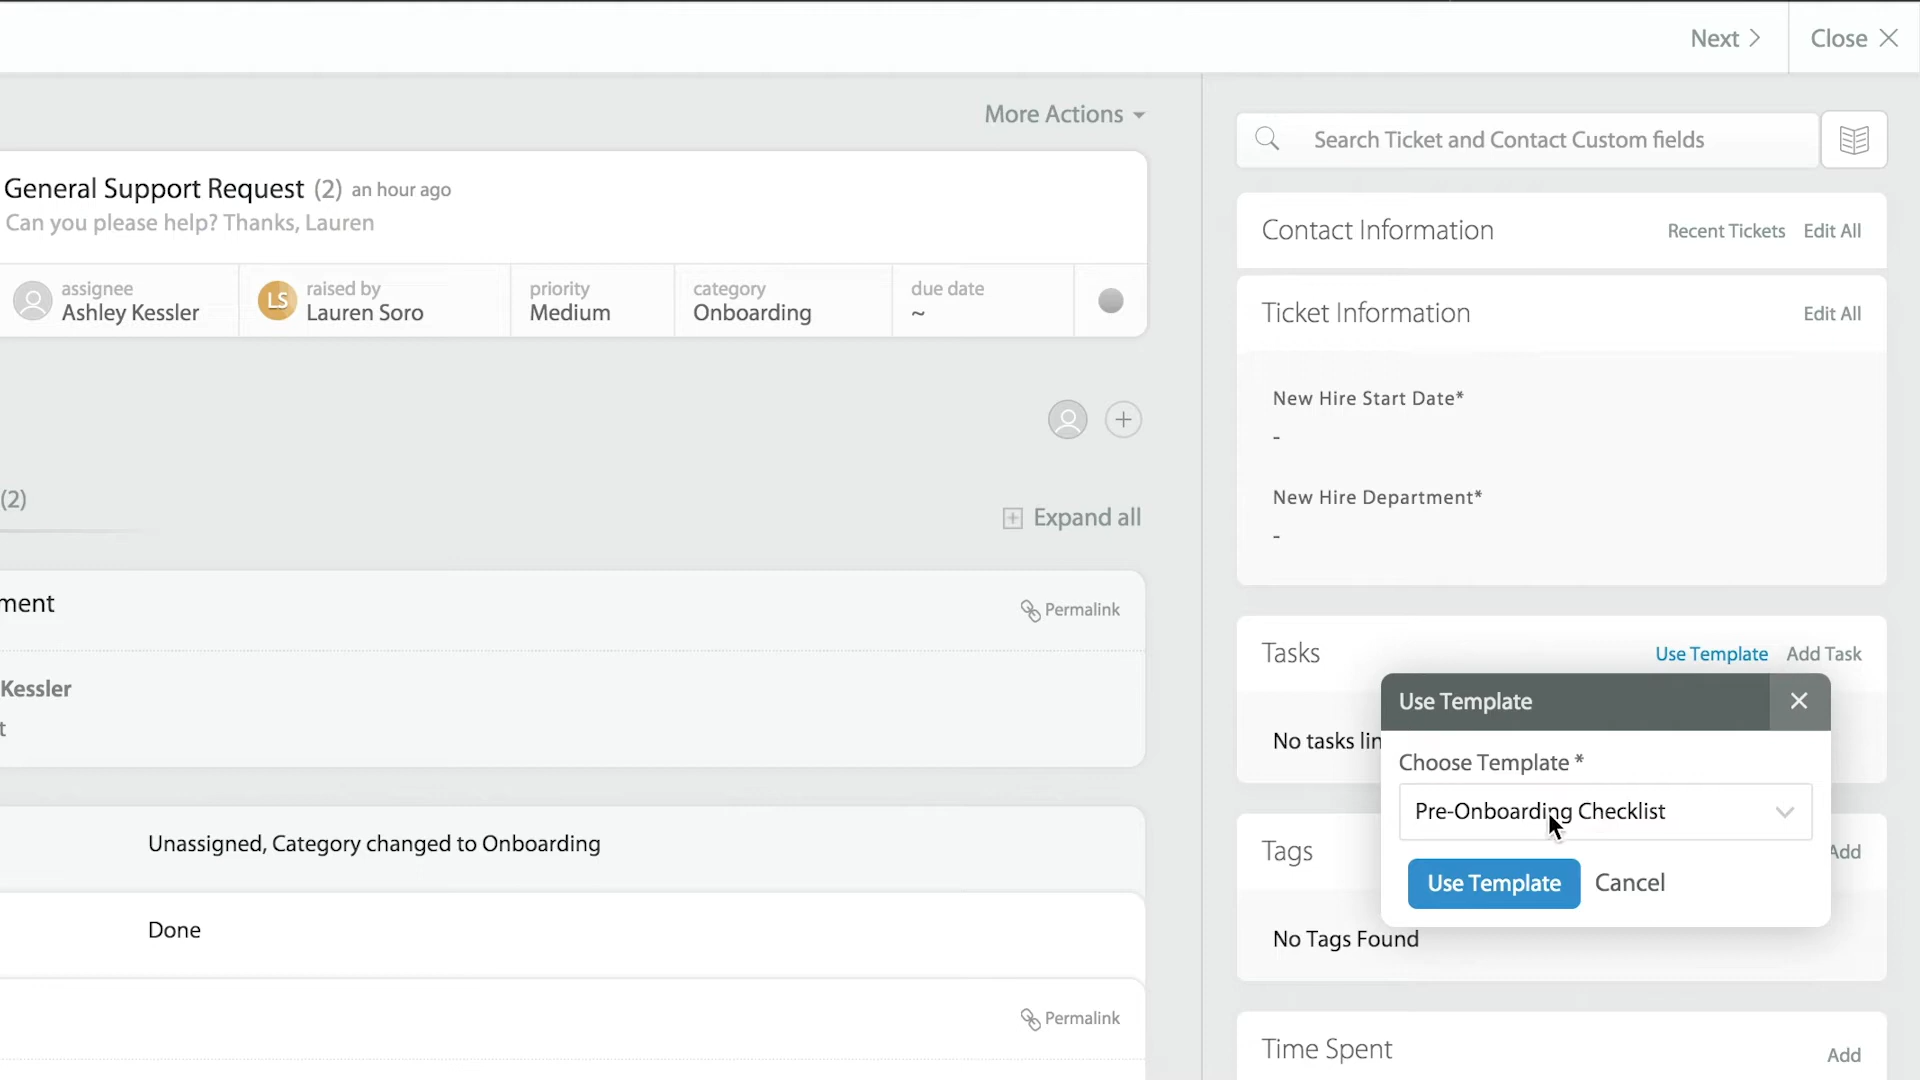 Next
Close
More Actions
Search Ticket and Contact Custom fields
General Support Request (2) an hour ago
Can you please help? Thanks, Lauren
Contact Information
Recent Tickets
Edit All
assignee
Ashley Kessler
LS
raised by
Lauren Soro
priority
Medium
category
Onboarding
due date
~
Ticket Information
Edit All
New Hire Start Date*
-
New Hire Department*
-
(2)
Expand all
ment
Permalink
Kessler
t
Tasks
Use Template
Add Task
No tasks lin
Use Template
Choose Template *
Pre-Onboarding Checklist
Use Template
Cancel
Unassigned, Category changed to Onboarding
Done
Tags
Add
No Tags Found
Permalink
Time Spent
Add